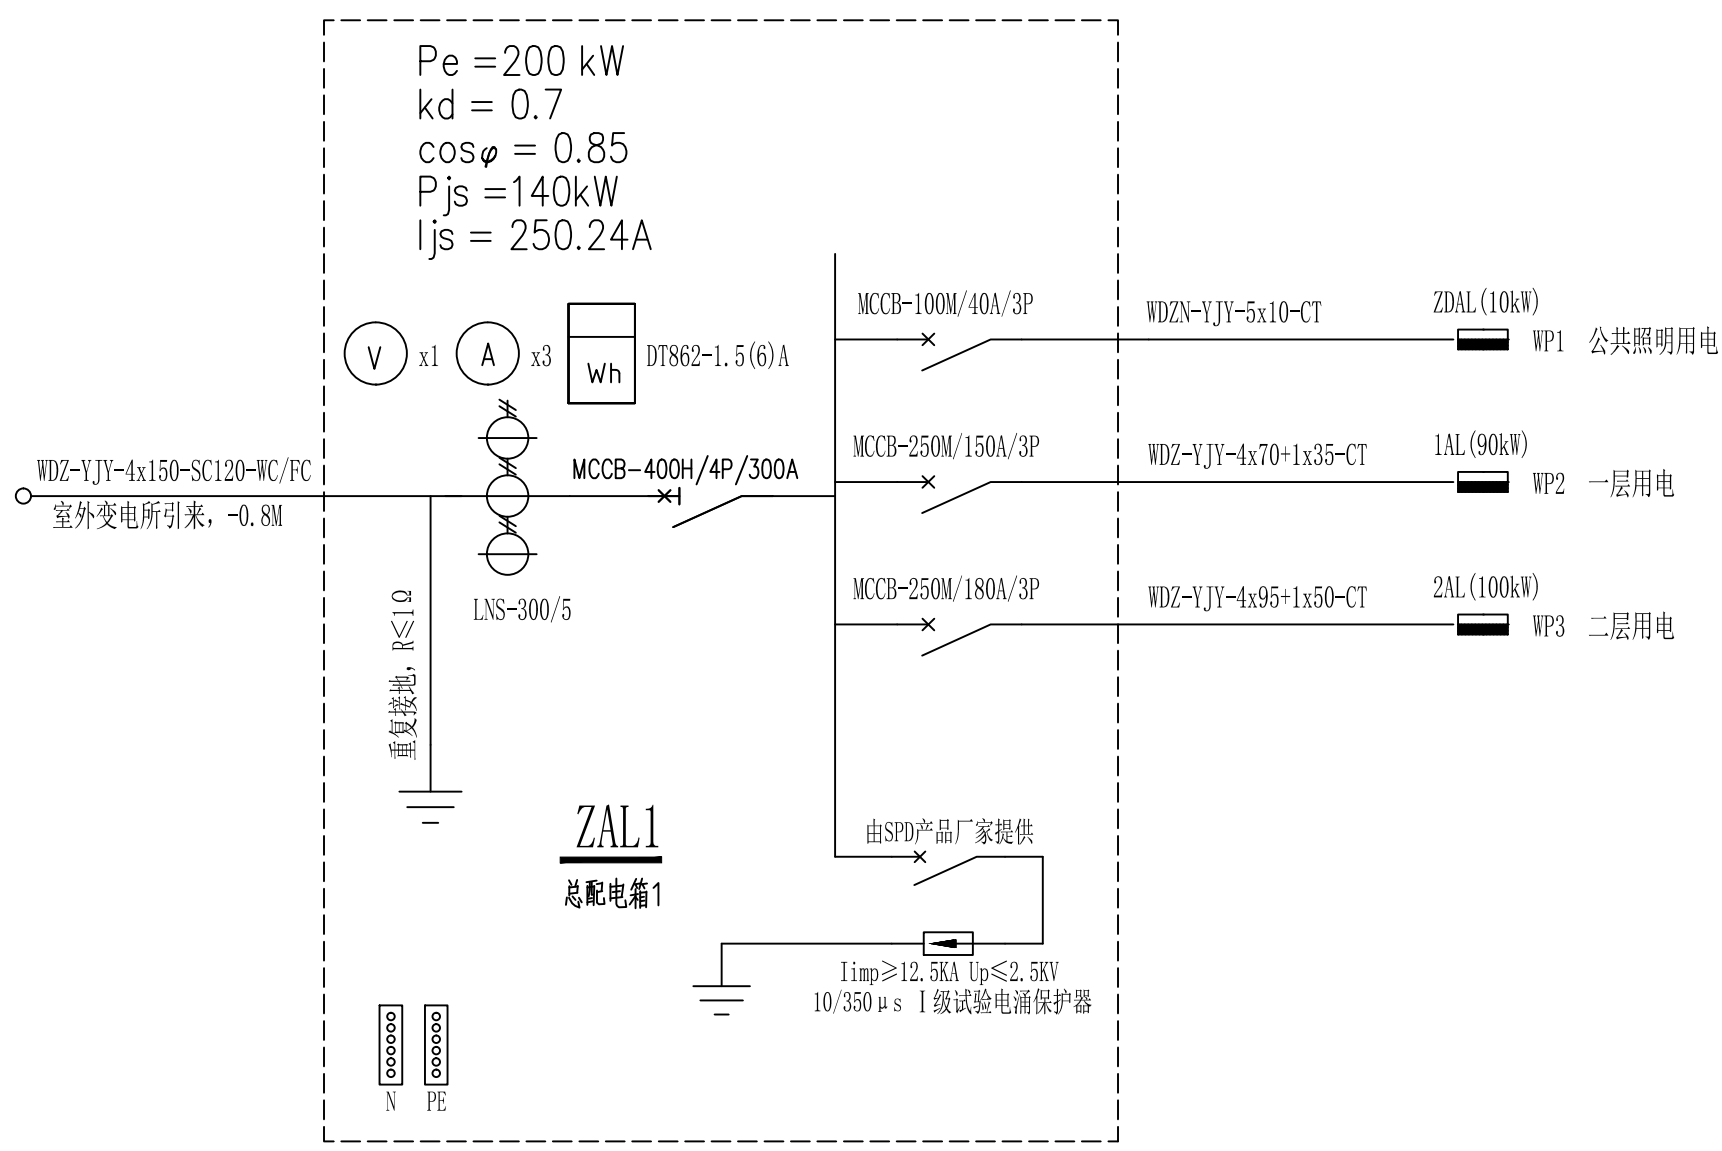 Pe =200 kW
kd = 0.7
cosφ = 0.85
Pjs =140kW
Ijs = 250.24A
V
x1
A
x3
Wh
DT862-1.5(6)A
MCCB-100M/40A/3P
WDZN-YJY-5x10-CT
ZDAL(10kW)
WP1 公共照明用电
WDZ-YJY-4x150-SC120-WC/FC
室外变电所引来，-0.8M
MCCB-400H/4P/300A
MCCB-250M/150A/3P
WDZ-YJY-4x70+1x35-CT
1AL(90kW)
WP2 一层用电
LNS-300/5
重复接地，R≤1Ω
MCCB-250M/180A/3P
WDZ-YJY-4x95+1x50-CT
2AL(100kW)
WP3 二层用电
ZAL1
总配电箱1
由SPD产品厂家提供
Iimp≥12.5KA Up≤2.5KV
10/350μs Ⅰ级试验电涌保护器
N
PE